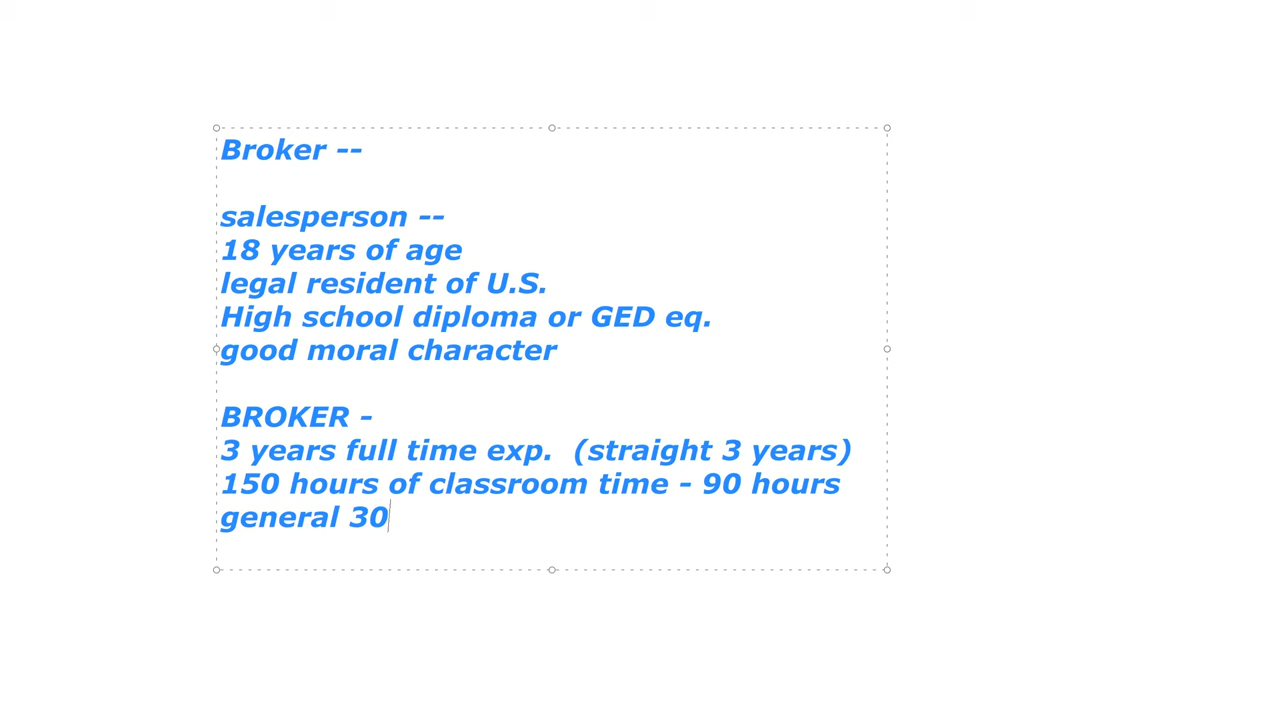 Broker --
salesperson --
18 years of age
legal resident of U.S.
High school diploma or GED eq.
good moral character
BROKER -
3 years full time exp.  (straight 3 years)
150 hours of classroom time - 90 hours
general 30